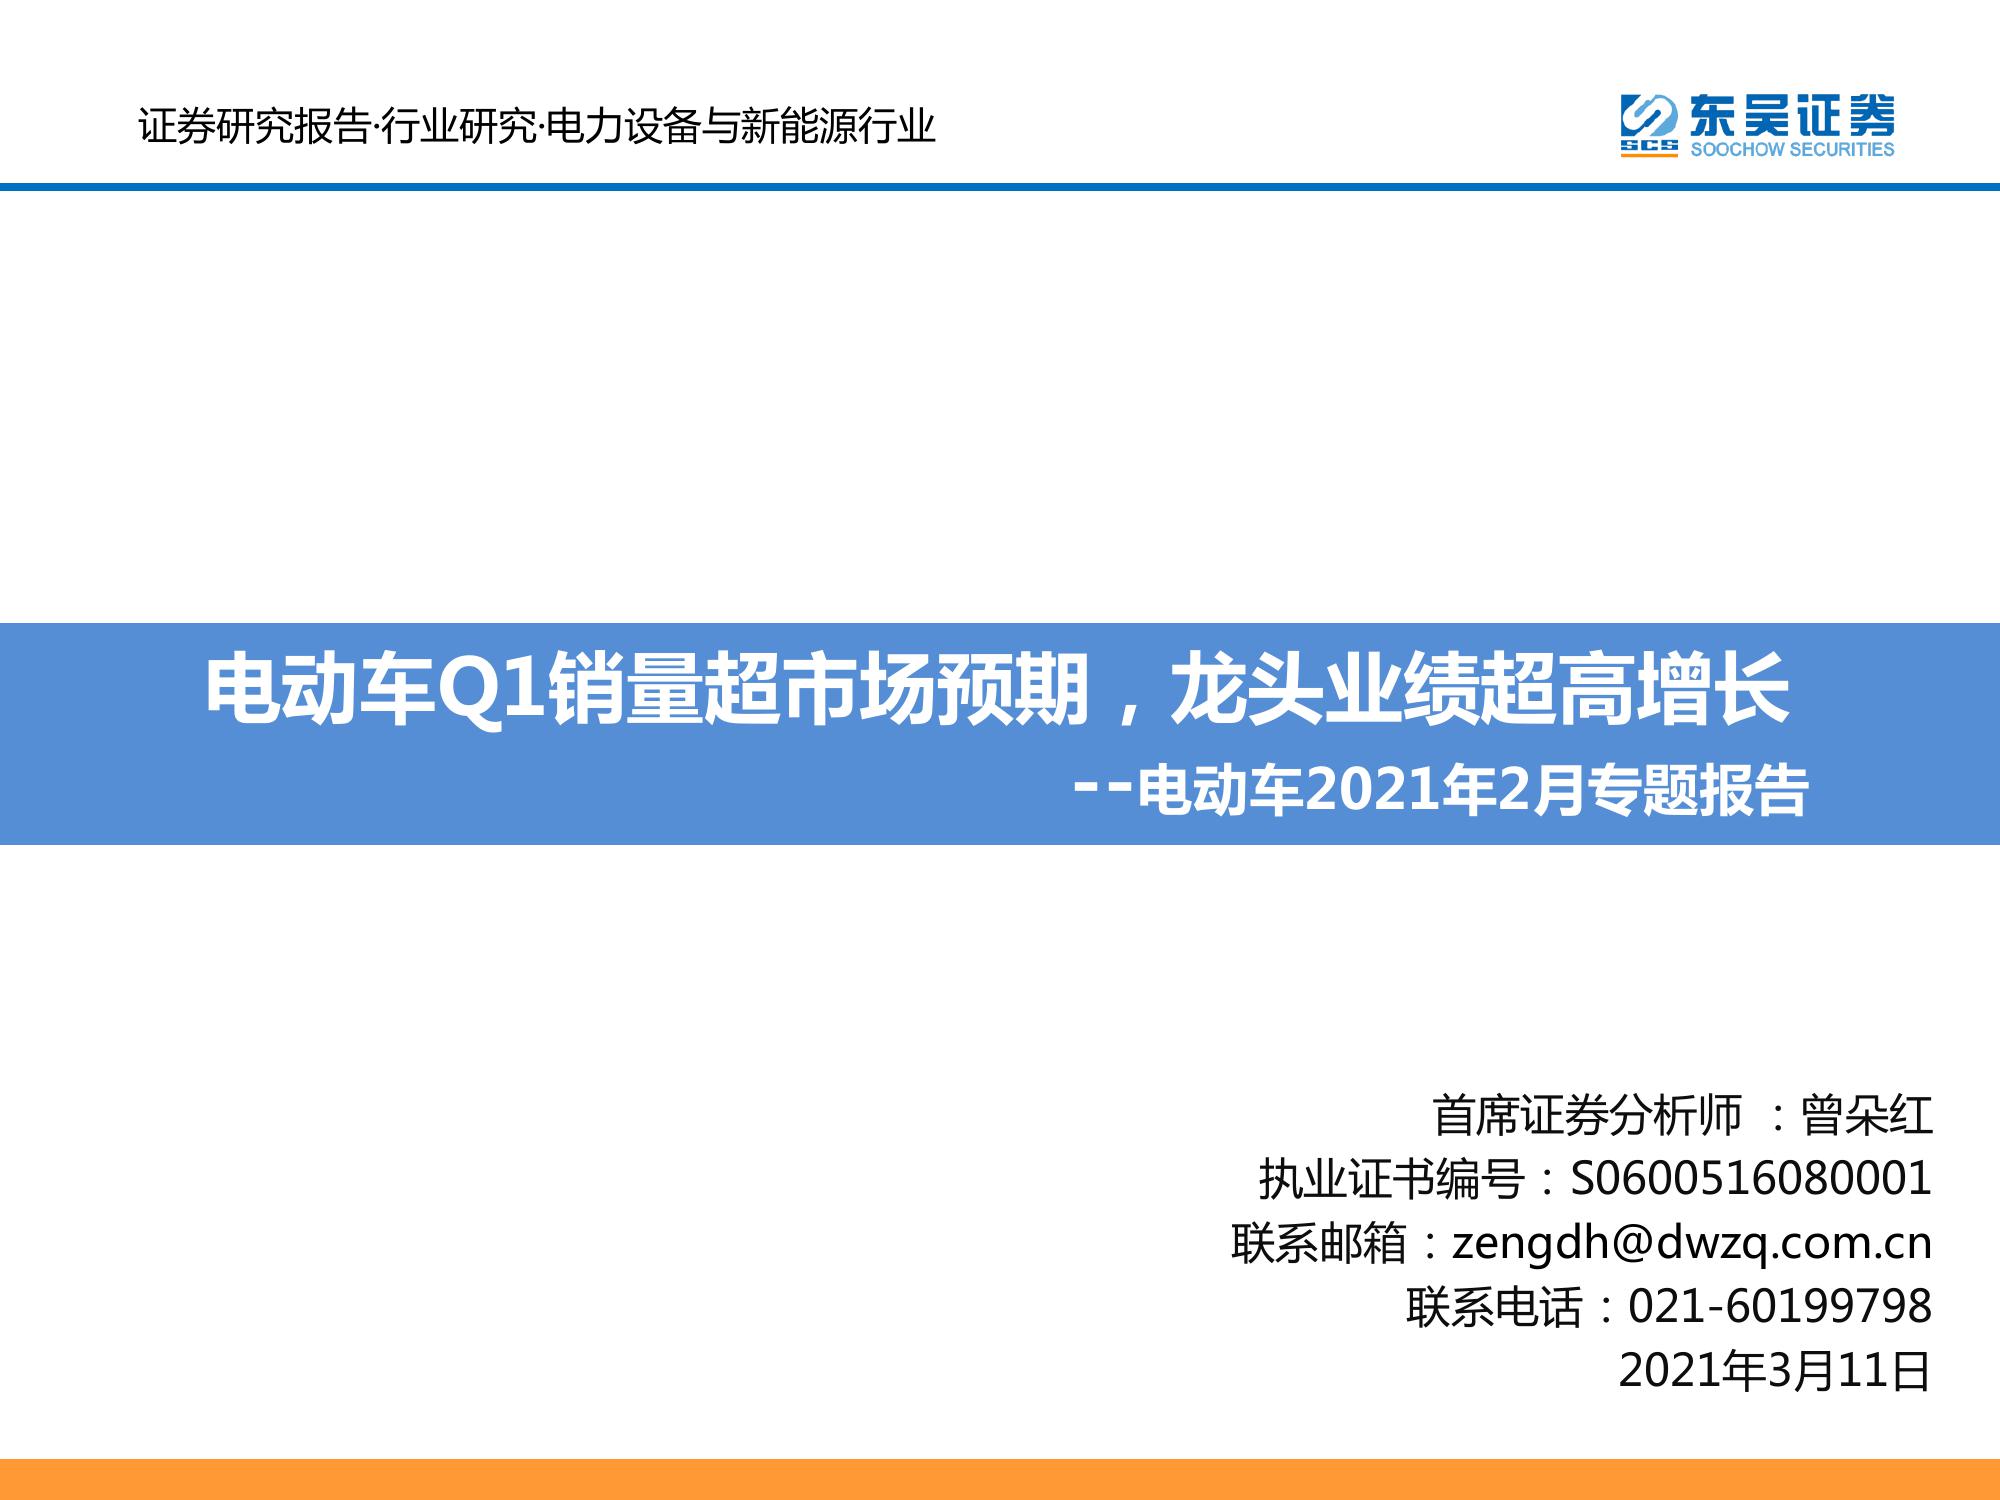 证券研究报告·行业研究·电力设备与新能源行业
东吴证券
SCS
SOOCHOW SECURITIES
电动车Q1销量超市场预期，龙头业绩超高增长
--电动车2021年2月专题报告
首席证券分析师 ：曾朵红
执业证书编号：S0600516080001
联系邮箱：zengdh@dwzq.com.cn
联系电话：021-60199798
2021年3月11日